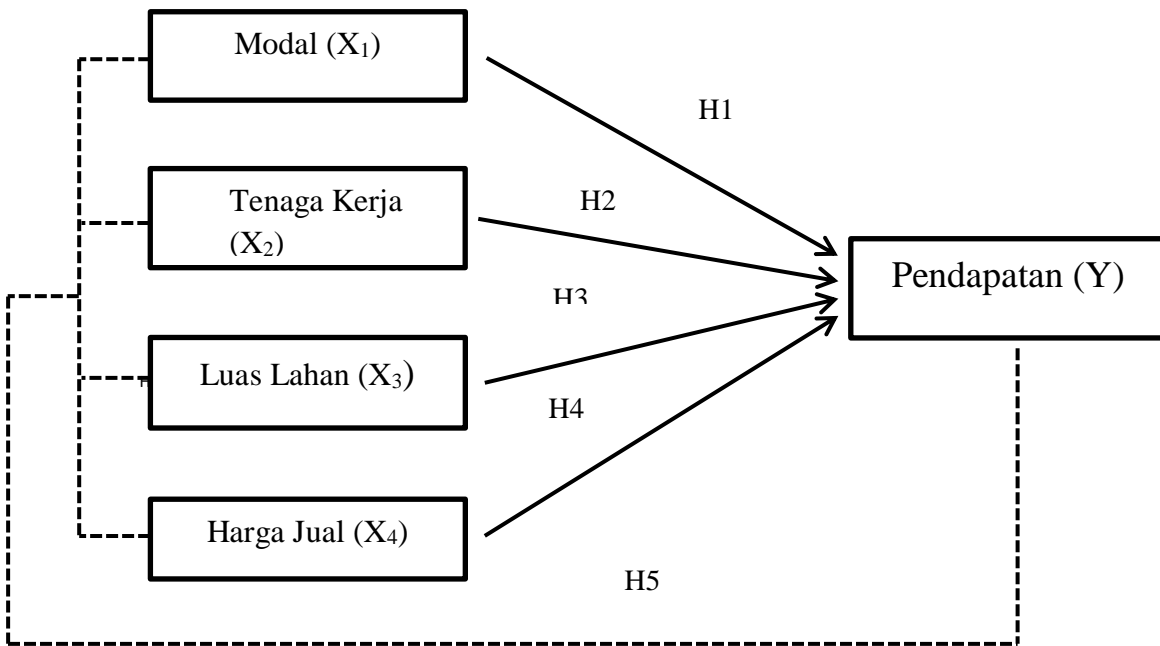 Modal (X₁)
H1
Tenaga Kerja
(X₂)
H2
Pendapatan (Y)
H3
Luas Lahan (X₃)
H4
Harga Jual (X₄)
H5